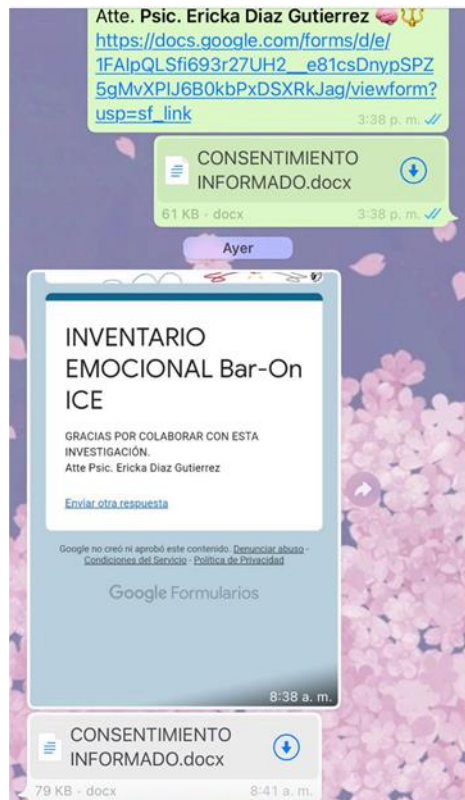 Atte. Psic. Ericka Diaz Gutierrez
https://docs.google.com/forms/d/e/
1FAIpQLSfi693r27UH2__e81csDnypSPZ
5gMvXPIJ6B0kbPxDSXRkJag/viewform?
usp=sf_link
3:38 p. m.
CONSENTIMIENTO
INFORMADO.docx
61 KB · docx
3:38 p. m.
Ayer
INVENTARIO
EMOCIONAL Bar-On
ICE
GRACIAS POR COLABORAR CON ESTA
INVESTIGACIÓN.
Atte Psic. Ericka Diaz Gutierrez
Enviar otra respuesta
Google no creó ni aprobó este contenido. Denunciar abuso -
Condiciones del Servicio - Política de Privacidad
Google Formularios
8:38 a. m.
CONSENTIMIENTO
INFORMADO.docx
79 KB · docx
8:41 a. m.